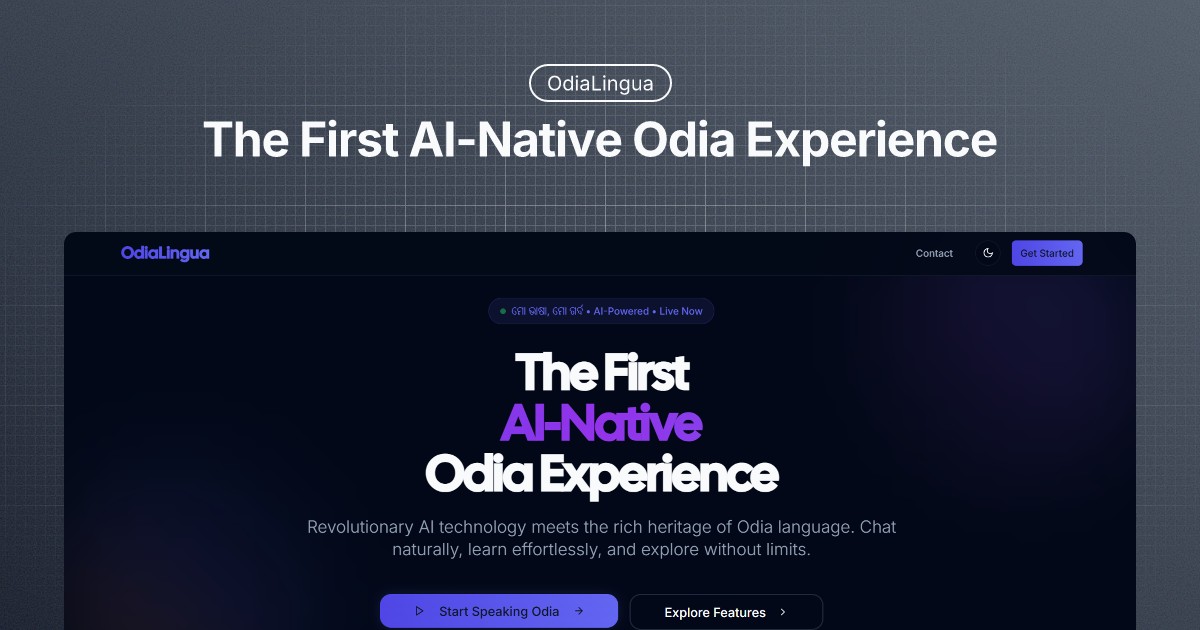 OdiaLingua
The First AI-Native Odia Experience
OdiaLingua
Contact
Get Started
ମୋ ଭାଷା, ମୋ ଗର୍ବ • AI-Powered • Live Now
The First
AI-Native
Odia Experience
Revolutionary AI technology meets the rich heritage of Odia language. Chat
naturally, learn effortlessly, and explore without limits.
Start Speaking Odia
Explore Features